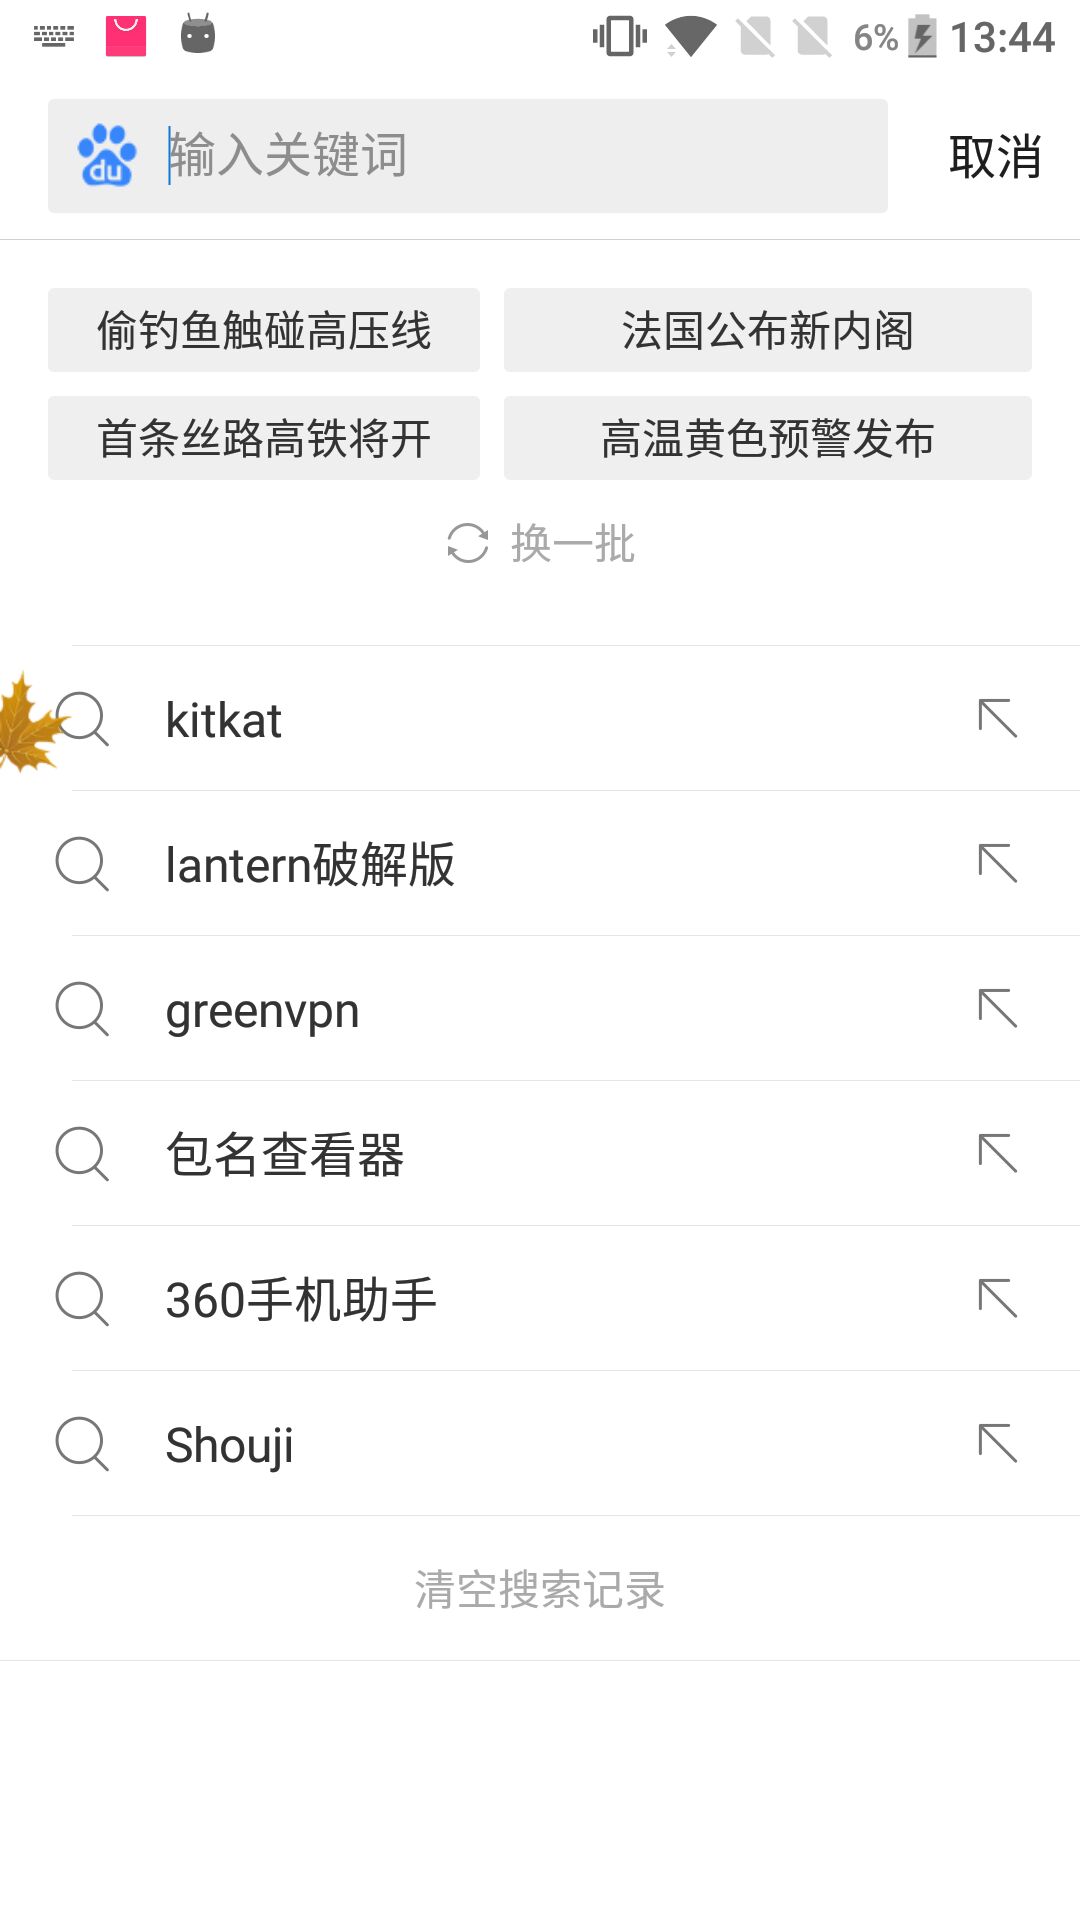 6% 13:44
du 输入关键词 取消
偷钓鱼触碰高压线 法国公布新内阁
首条丝路高铁将开 高温黄色预警发布
换一批
kitkat
lantern破解版
greenvpn
包名查看器
360手机助手
Shouji
清空搜索记录